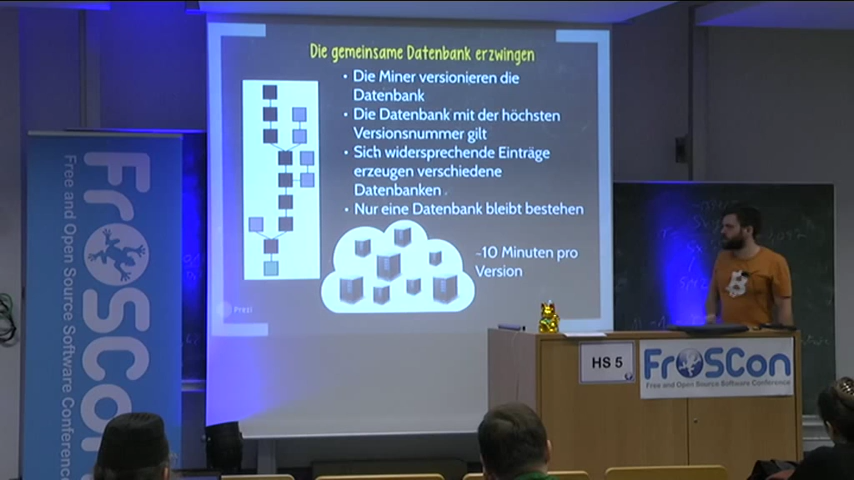 Die gemeinsame Datenbank erzwingen
• Die Miner versionieren die
Datenbank
• Die Datenbank mit der höchsten
Versionsnummer gilt
• Sich widersprechende Einträge
erzeugen verschiedene
Datenbanken
• Nur eine Datenbank bleibt bestehen
~10 Minuten pro
Version
Prezi
FrOSCon
Free and Open Source Software Conference
HS 5
FrOSCon
Free and Open Source Software Conference